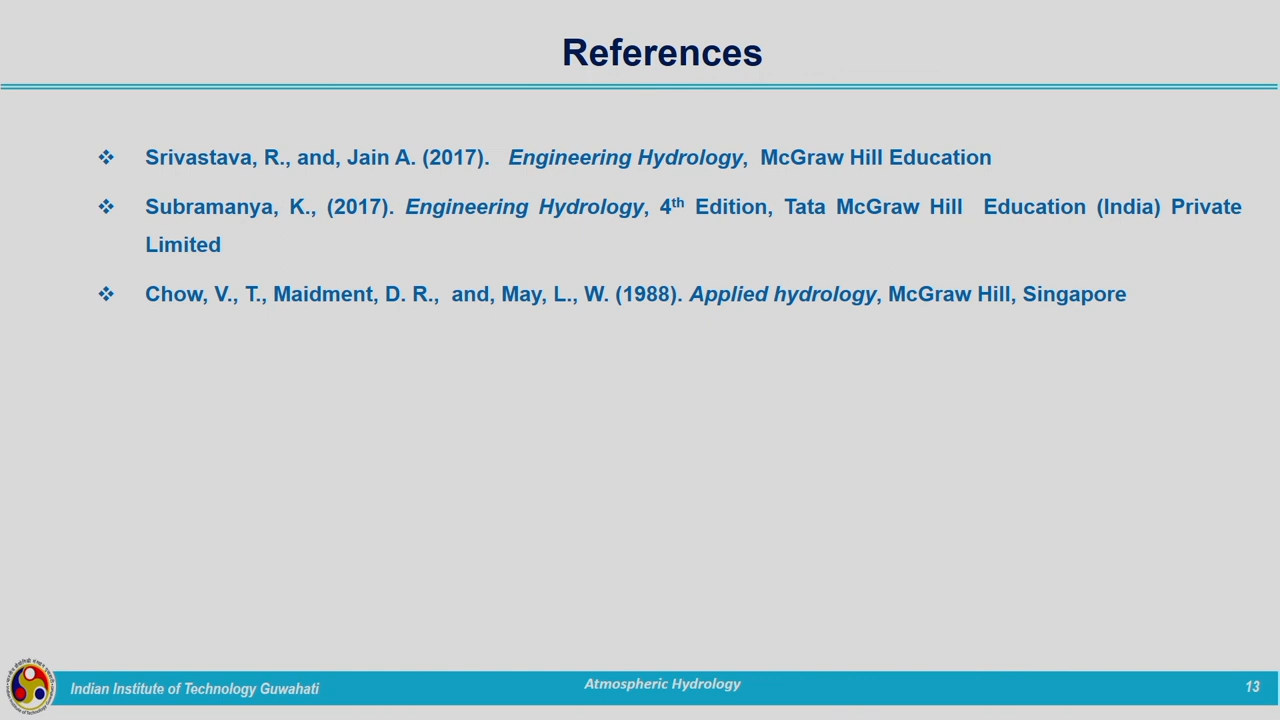 References
❖ Srivastava, R., and, Jain A. (2017). Engineering Hydrology, McGraw Hill Education
❖ Subramanya, K., (2017). Engineering Hydrology, 4th Edition, Tata McGraw Hill Education (India) Private
Limited
❖ Chow, V., T., Maidment, D. R., and, May, L., W. (1988). Applied hydrology, McGraw Hill, Singapore
Indian Institute of Technology Guwahati
Atmospheric Hydrology
13